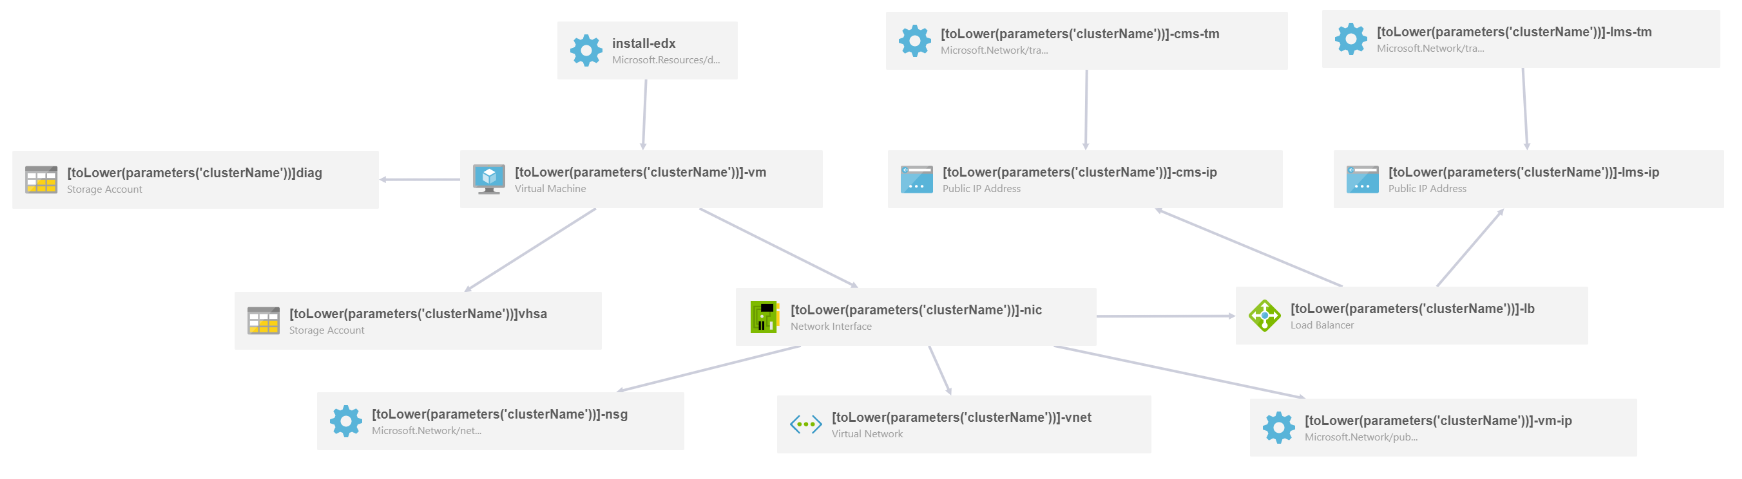 install-edx
Microsoft.Resources/d...
[toLower(parameters('clusterName'))]-cms-tm
Microsoft.Network/tra...
[toLower(parameters('clusterName'))]-lms-tm
Microsoft.Network/tra...
[toLower(parameters('clusterName'))]diag
Storage Account
[toLower(parameters('clusterName'))]-vm
Virtual Machine
[toLower(parameters('clusterName'))]-cms-ip
Public IP Address
[toLower(parameters('clusterName'))]-lms-ip
Public IP Address
[toLower(parameters('clusterName'))]vhsa
Storage Account
[toLower(parameters('clusterName'))]-nic
Network Interface
[toLower(parameters('clusterName'))]-lb
Load Balancer
[toLower(parameters('clusterName'))]-nsg
Microsoft.Network/net...
[toLower(parameters('clusterName'))]-vnet
Virtual Network
[toLower(parameters('clusterName'))]-vm-ip
Microsoft.Network/pub...